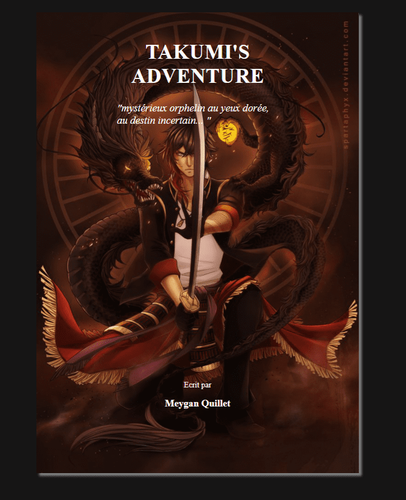 TAKUMI'S
ADVENTURE
"mystérieux orphelin au yeux dorée,
au destin incertain... "
Ecrit par
Meygan Quillet